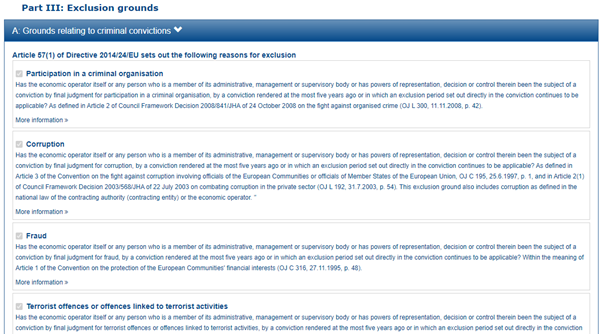 Part III: Exclusion grounds
A: Grounds relating to criminal convictions
Article 57(1) of Directive 2014/24/EU sets out the following reasons for exclusion
Participation in a criminal organisation
Has the economic operator itself or any person who is a member of its administrative, management or supervisory body or has powers of representation, decision or control therein been the subject of a
conviction by final judgment for participation in a criminal organisation, by a conviction rendered at the most five years ago or in which an exclusion period set out directly in the conviction continues to be
applicable? As defined in Article 2 of Council Framework Decision 2008/841/JHA of 24 October 2008 on the fight against organised crime (OJ L 300, 11.11.2008, p. 42).
More information »
Corruption
Has the economic operator itself or any person who is a member of its administrative, management or supervisory body or has powers of representation, decision or control therein been the subject of a
conviction by final judgment for corruption, by a conviction rendered at the most five years ago or in which an exclusion period set out directly in the conviction continues to be applicable? As defined in
Article 3 of the Convention on the fight against corruption involving officials of the European Communities or officials of Member States of the European Union, OJ C 195, 25.6.1997, p. 1, and in Article 2(1)
of Council Framework Decision 2003/568/JHA of 22 July 2003 on combating corruption in the private sector (OJ L 192, 31.7.2003, p. 54). This exclusion ground also includes corruption as defined in the
national law of the contracting authority (contracting entity) or the economic operator. "
More information »
Fraud
Has the economic operator itself or any person who is a member of its administrative, management or supervisory body or has powers of representation, decision or control therein been the subject of a
conviction by final judgment for fraud, by a conviction rendered at the most five years ago or in which an exclusion period set out directly in the conviction continues to be applicable? Within the meaning of
Article 1 of the Convention on the protection of the European Communities' financial interests (OJ C 316, 27.11.1995, p. 48).
More information »
Terrorist offences or offences linked to terrorist activities
Has the economic operator itself or any person who is a member of its administrative, management or supervisory body or has powers of representation, decision or control therein been the subject of a
conviction by final judgment for terrorist offences or offences linked to terrorist activities, by a conviction rendered at the most five years ago or in which an exclusion period set out directly in the conviction